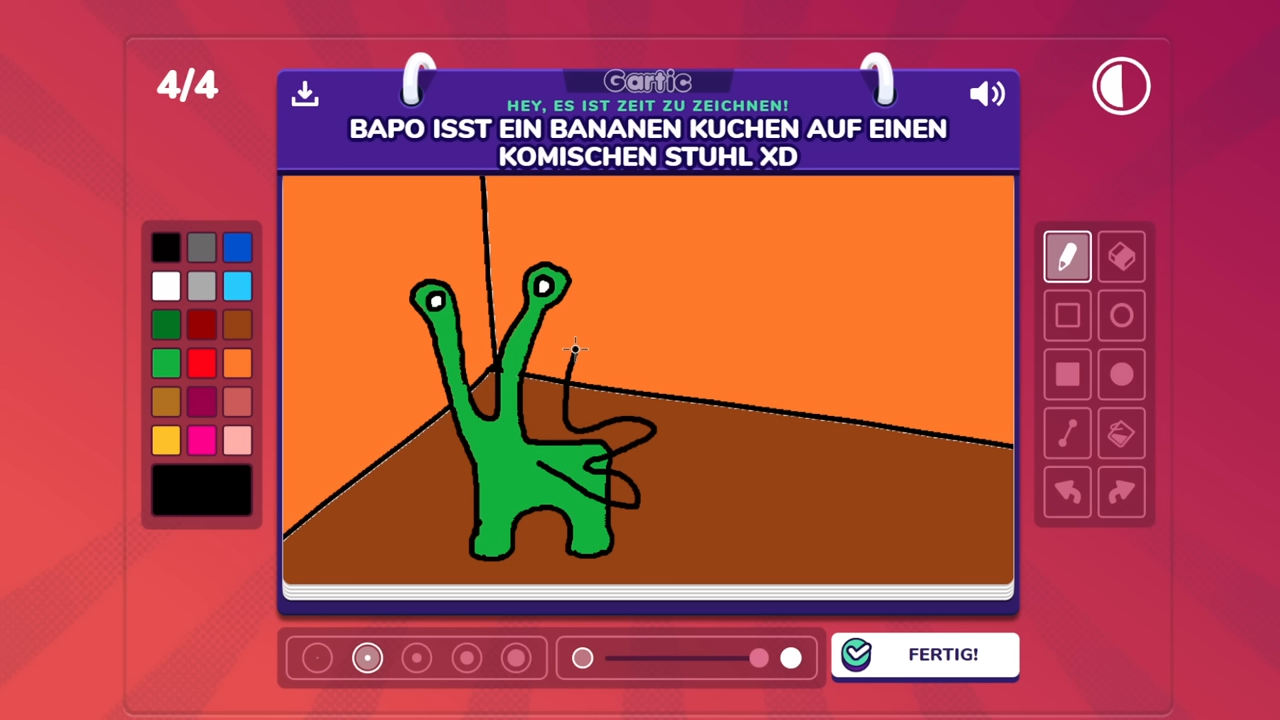 4/4
Gartic
HEY, ES IST ZEIT ZU ZEICHNEN!
BAPO ISST EIN BANANEN KUCHEN AUF EINEN
KOMISCHEN STUHL XD
FERTIG!